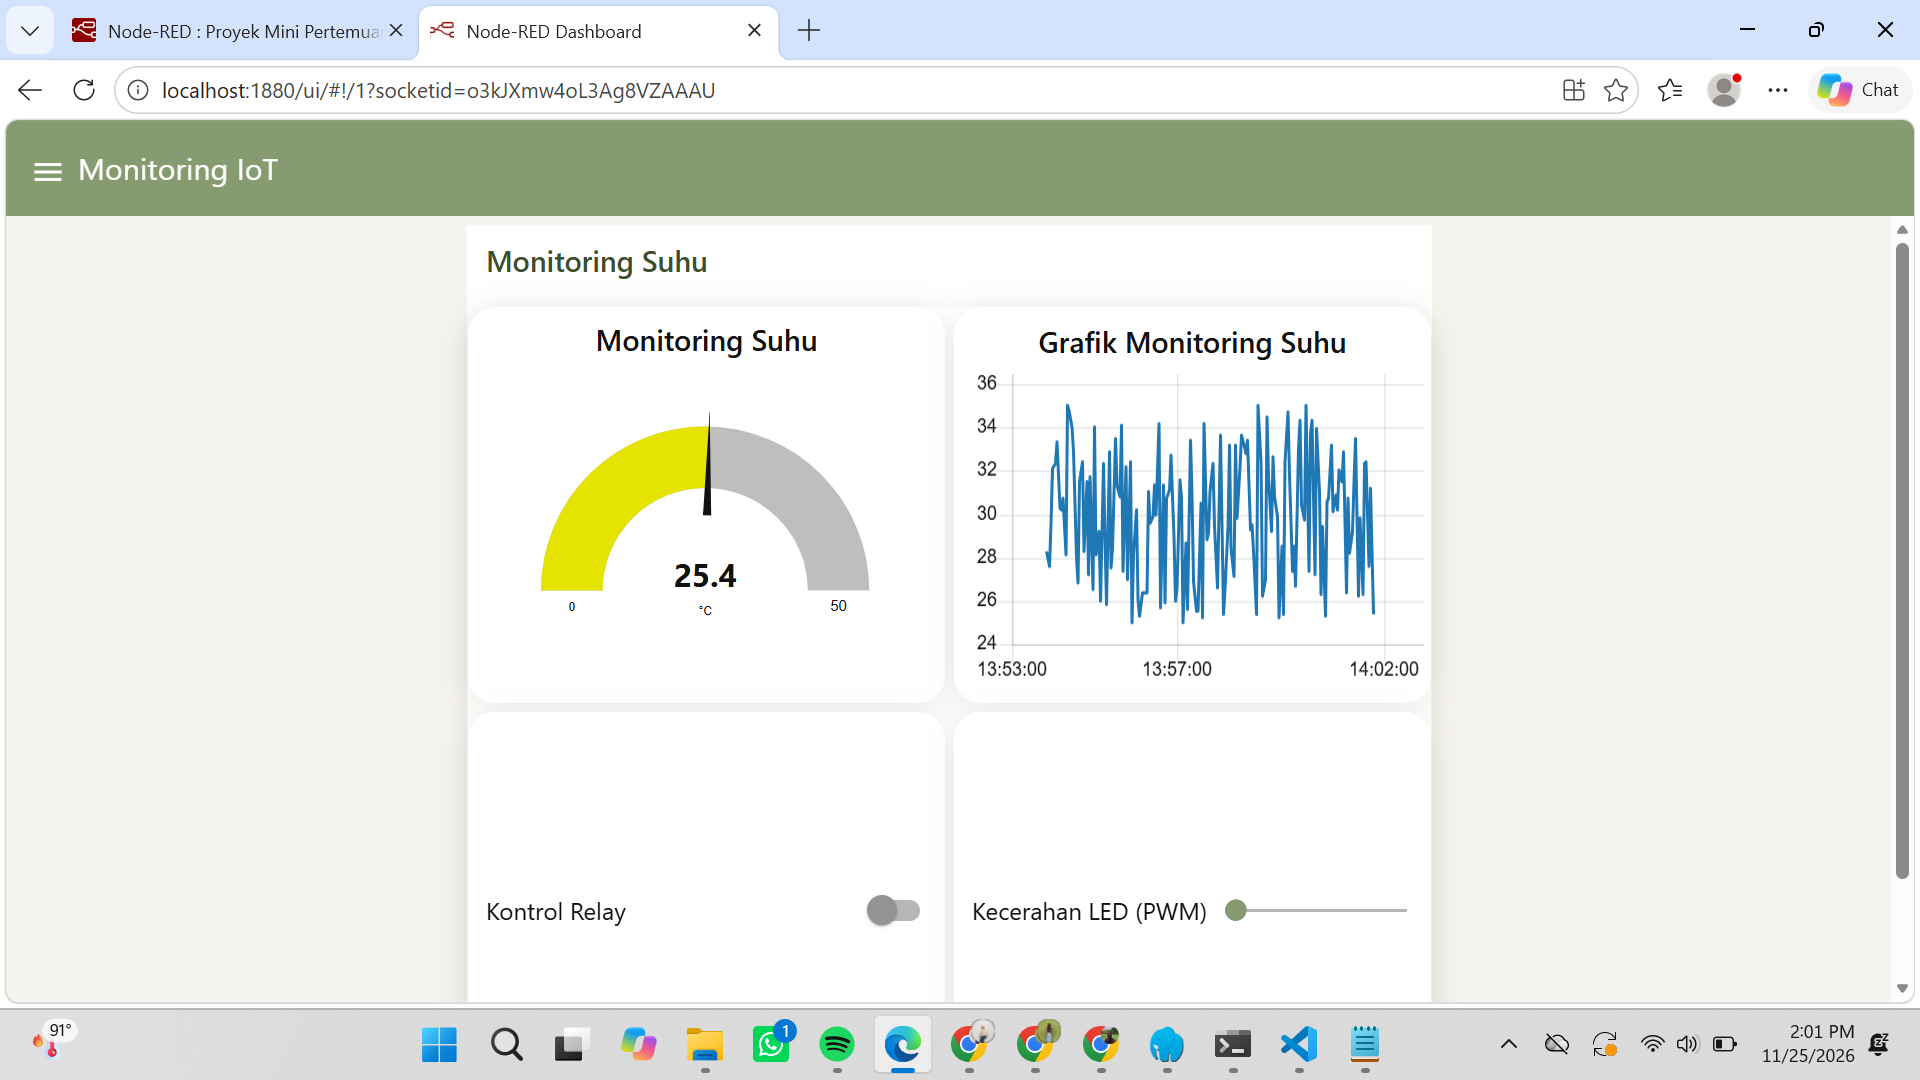 Node-RED : Proyek Mini Pertemua
Node-RED Dashboard
localhost:1880/ui/#!/1?socketid=o3kJXmw4oL3Ag8VZAAAU
Chat
Monitoring IoT
Monitoring Suhu
Monitoring Suhu
25.4
°C
0
50
Grafik Monitoring Suhu
36
34
32
30
28
26
24
13:53:00
13:57:00
14:02:00
Kontrol Relay
Kecerahan LED (PWM)
91°
1
2:01 PM
11/25/2026